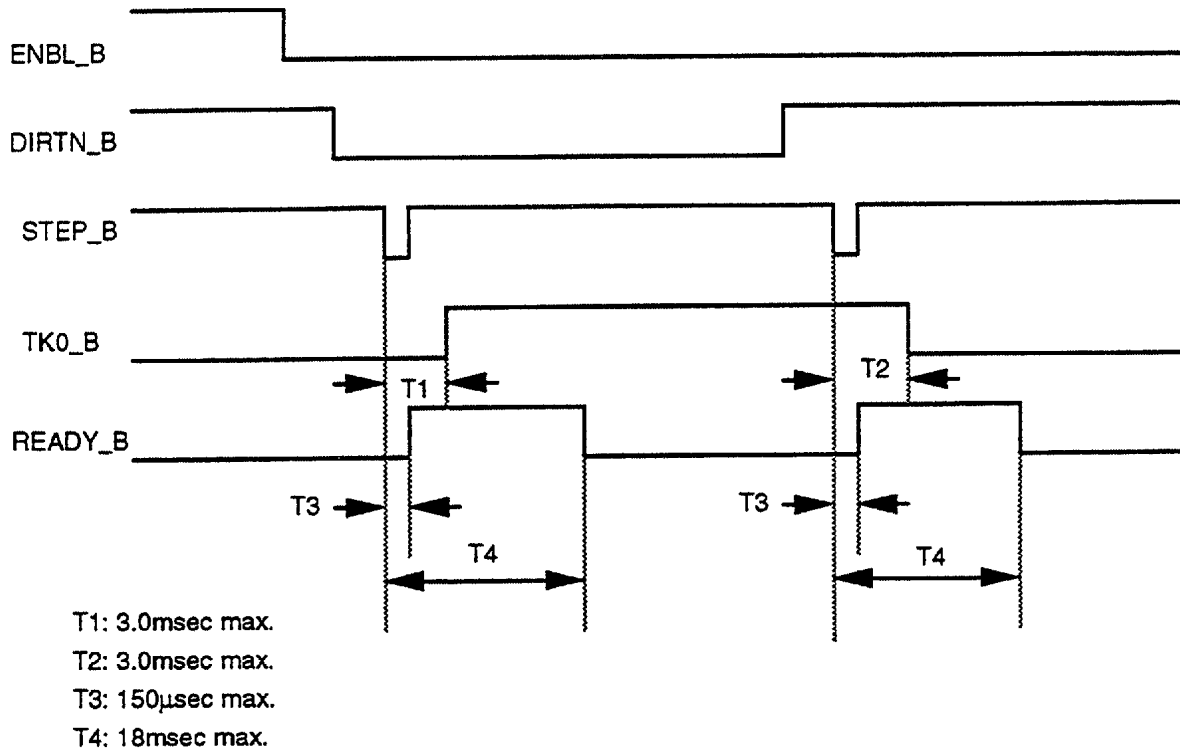 ENBL_B
DIRTN_B
STEP_B
TK0_B
T1
T2
READY_B
T3
T3
T4
T4
T1: 3.0msec max.
T2: 3.0msec max.
T3: 150µsec max.
T4: 18msec max.